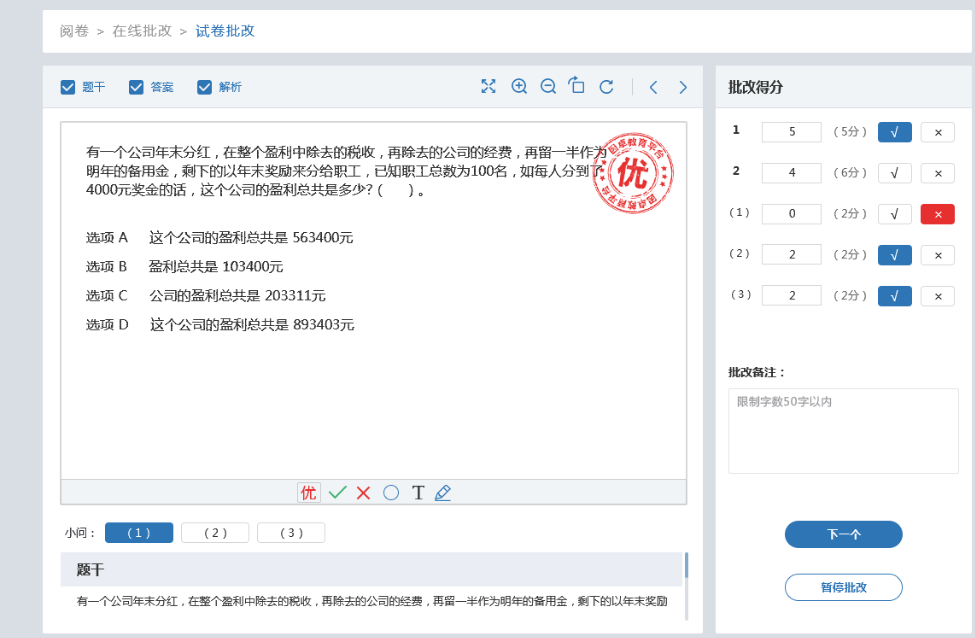 阅卷 > 在线批改 > 试卷批改
题干 答案 解析
有一个公司年末分红，在整个盈利中除去的税收，再除去的公司的经费，再留一半作为
明年的备用金，剩下的以年末奖励来分给职工，已知职工总数为100名，如每人分到了
4000元奖金的话，这个公司的盈利总共是多少?（ ）。
优
选项 A 这个公司的盈利总共是 563400元
选项 B 盈利总共是 103400元
选项 C 公司的盈利总共是 203311元
选项 D 这个公司的盈利总共是 893403元
优 T
小问： （1） （2） （3）
题干
有一个公司年末分红，在整个盈利中除去的税收，再除去的公司的经费，再留一半作为明年的备用金，剩下的以年末奖励
批改得分
1 5 （5分） √ ×
2 4 （6分） √ ×
（1） 0 （2分） √ ×
（2） 2 （2分） √ ×
（3） 2 （2分） √ ×
批改备注：
限制字数50字以内
下一个
暂停批改